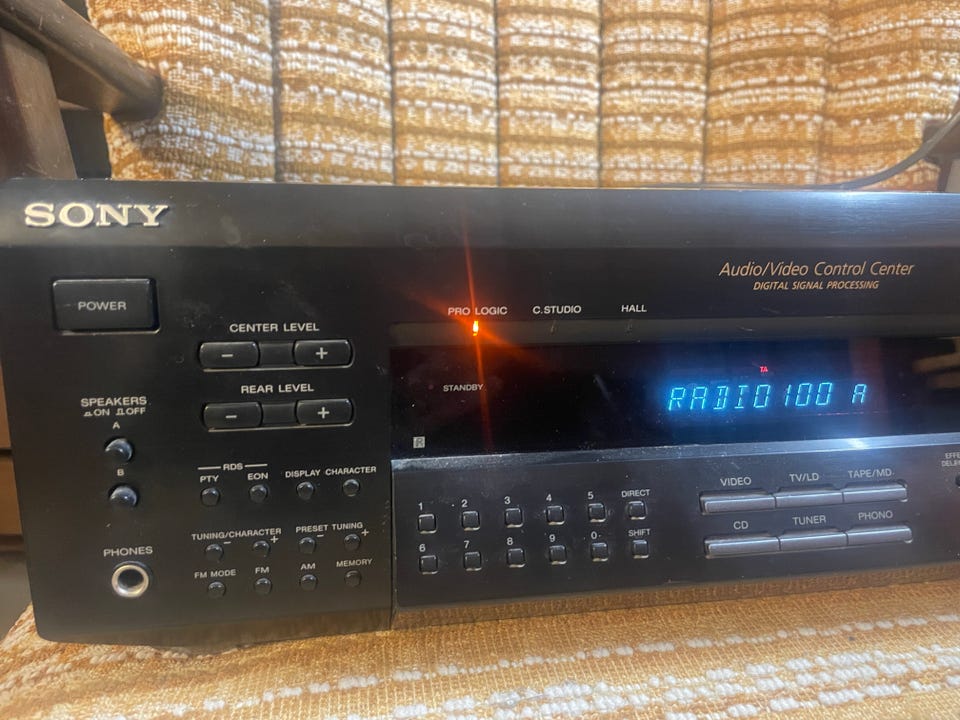 SONY
Audio/Video Control Center
DIGITAL SIGNAL PROCESSING
POWER
PRO LOGIC C.STUDIO HALL
CENTER LEVEL
− +
STANDBY
TA
RADIO100 A
REAR LEVEL
− +
SPEAKERS
ON OFF
A
B
RDS
PTY EON DISPLAY CHARACTER
TUNING/CHARACTER PRESET TUNING
− + − +
PHONES
FM MODE FM AM MEMORY
R
1 2 3 4 5 DIRECT
6 7 8 9 0 SHIFT
VIDEO TV/LD TAPE/MD
CD TUNER PHONO